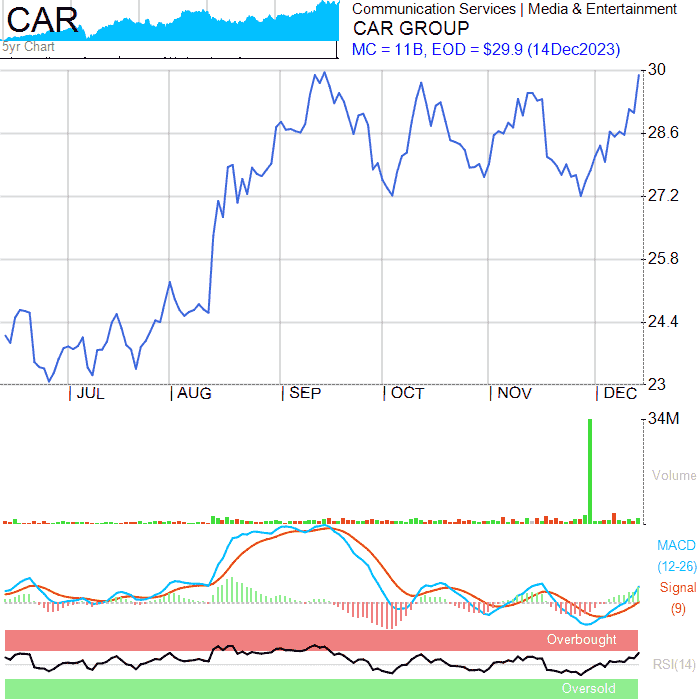 CAR
5yr Chart
Communication Services | Media & Entertainment
CAR GROUP
MC = 11B, EOD = $29.9 (14Dec2023)
30
28.6
27.2
25.8
24.4
23
JUL
AUG
SEP
OCT
NOV
DEC
34M
Volume
MACD
(12-26)
Signal
(9)
Overbought
RSI(14)
Oversold